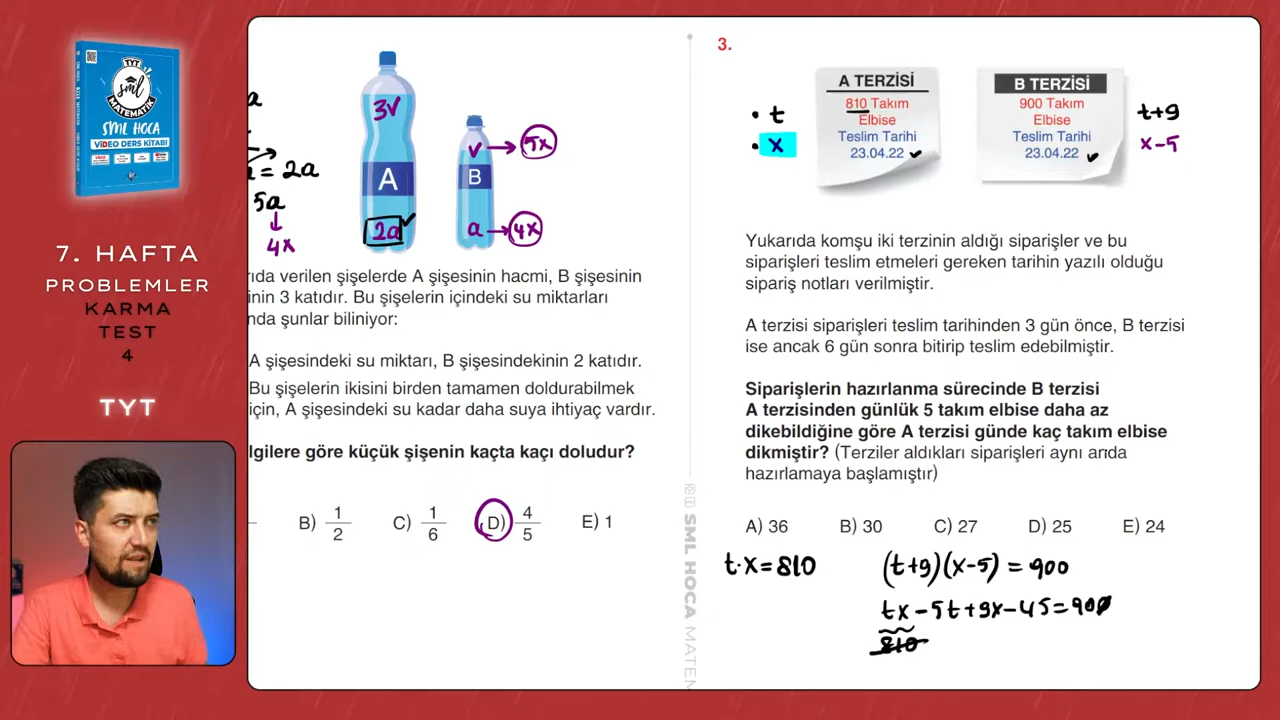 TYT
sml
MATEMATİK
SML HOCA
VİDEO DERS KİTABI
7. HAFTA
PROBLEMLER
KARMA
TEST
4
TYT
a
= 2a
5a
4x
3v
A
2a
v
5x
B
a
4x
ıda verilen şişelerde A şişesinin hacmi, B şişesinin
inin 3 katıdır. Bu şişelerin içindeki su miktarları
nda şunlar biliniyor:
A şişesindeki su miktarı, B şişesindekinin 2 katıdır.
Bu şişelerin ikisini birden tamamen doldurabilmek
için, A şişesindeki su kadar daha suya ihtiyaç vardır.
lgilere göre küçük şişenin kaçta kaçı doludur?
B) 1/2 C) 1/6 D) 4/5 E) 1
SML HOCA MATEM
3.
t
x
A TERZİSİ
810 Takım
Elbise
Teslim Tarihi
23.04.22
B TERZİSİ
900 Takım
Elbise
Teslim Tarihi
23.04.22
t+9
x-5
Yukarıda komşu iki terzinin aldığı siparişler ve bu
siparişleri teslim etmeleri gereken tarihin yazılı olduğu
sipariş notları verilmiştir.
A terzisi siparişleri teslim tarihinden 3 gün önce, B terzisi
ise ancak 6 gün sonra bitirip teslim edebilmiştir.
Siparişlerin hazırlanma sürecinde B terzisi
A terzisinden günlük 5 takım elbise daha az
dikebildiğine göre A terzisi günde kaç takım elbise
dikmiştir? (Terziler aldıkları siparişleri aynı anda
hazırlamaya başlamıştır)
A) 36 B) 30 C) 27 D) 25 E) 24
t·x=810
(t+9)(x-5) = 900
tx-5t+9x-45=900
810